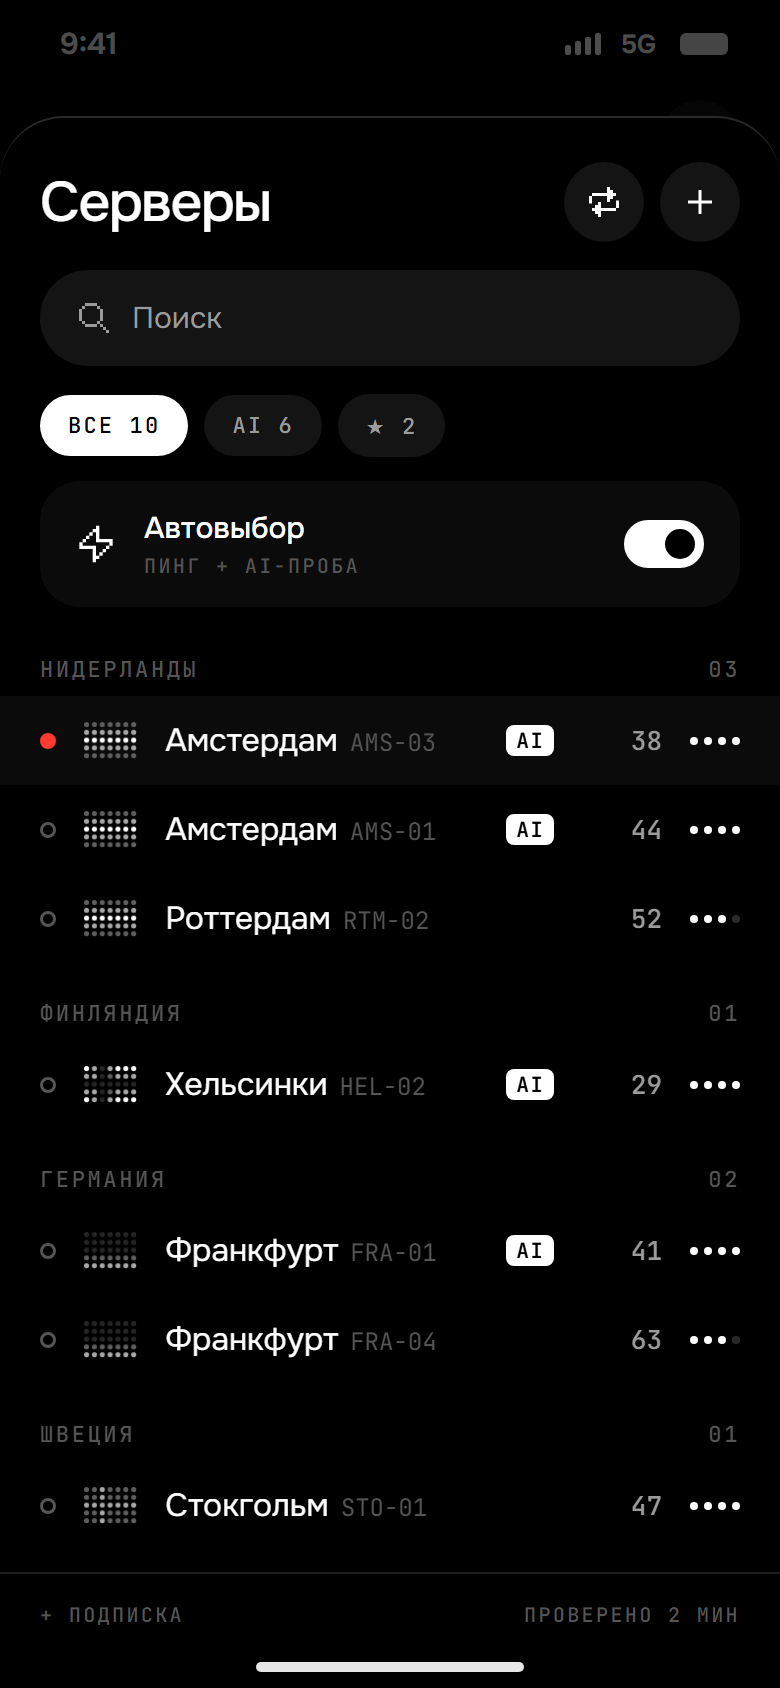 9:41 5G
Серверы
Поиск
ВСЕ 10 AI 6 ★ 2
Автовыбор
ПИНГ + AI-ПРОБА
НИДЕРЛАНДЫ 03
Амстердам AMS-03 AI 38
Амстердам AMS-01 AI 44
Роттердам RTM-02 52
ФИНЛЯНДИЯ 01
Хельсинки HEL-02 AI 29
ГЕРМАНИЯ 02
Франкфурт FRA-01 AI 41
Франкфурт FRA-04 63
ШВЕЦИЯ 01
Стокгольм STO-01 47
+ ПОДПИСКА ПРОВЕРЕНО 2 МИН